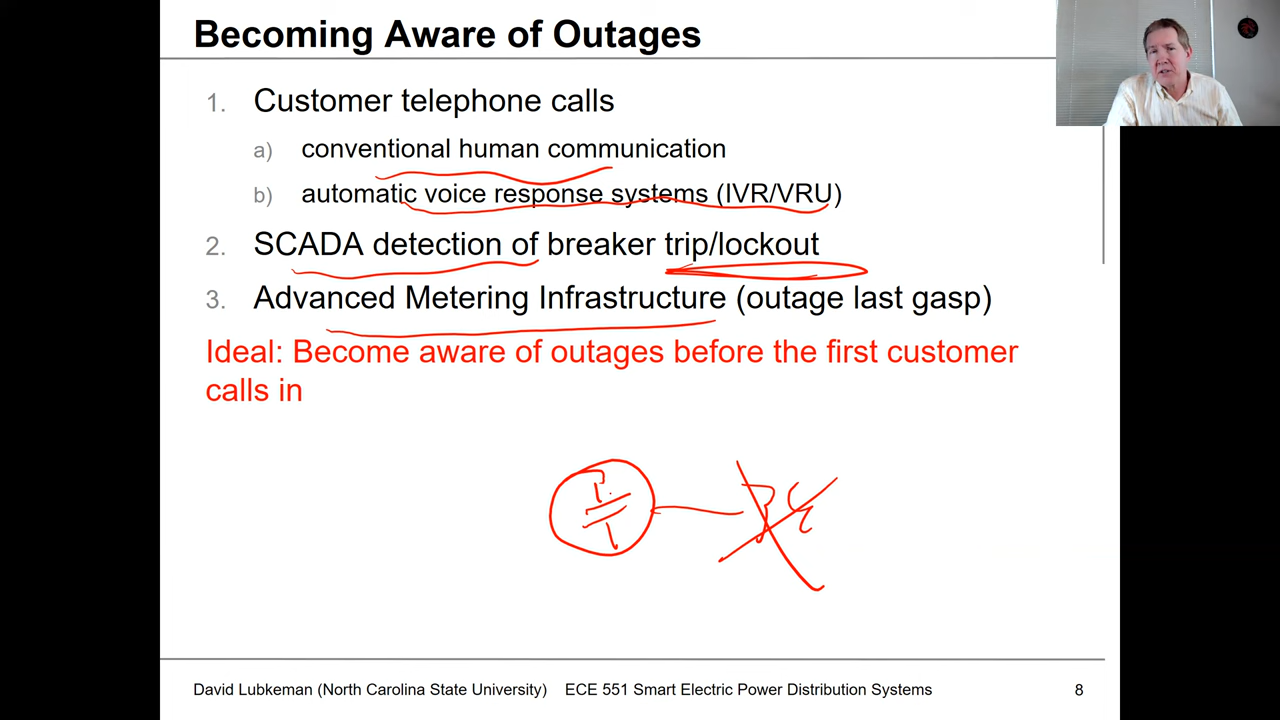 Becoming Aware of Outages
1. Customer telephone calls
a) conventional human communication
b) automatic voice response systems (IVR/VRU)
2. SCADA detection of breaker trip/lockout
3. Advanced Metering Infrastructure (outage last gasp)
Ideal: Become aware of outages before the first customer
calls in
David Lubkeman (North Carolina State University) ECE 551 Smart Electric Power Distribution Systems 8